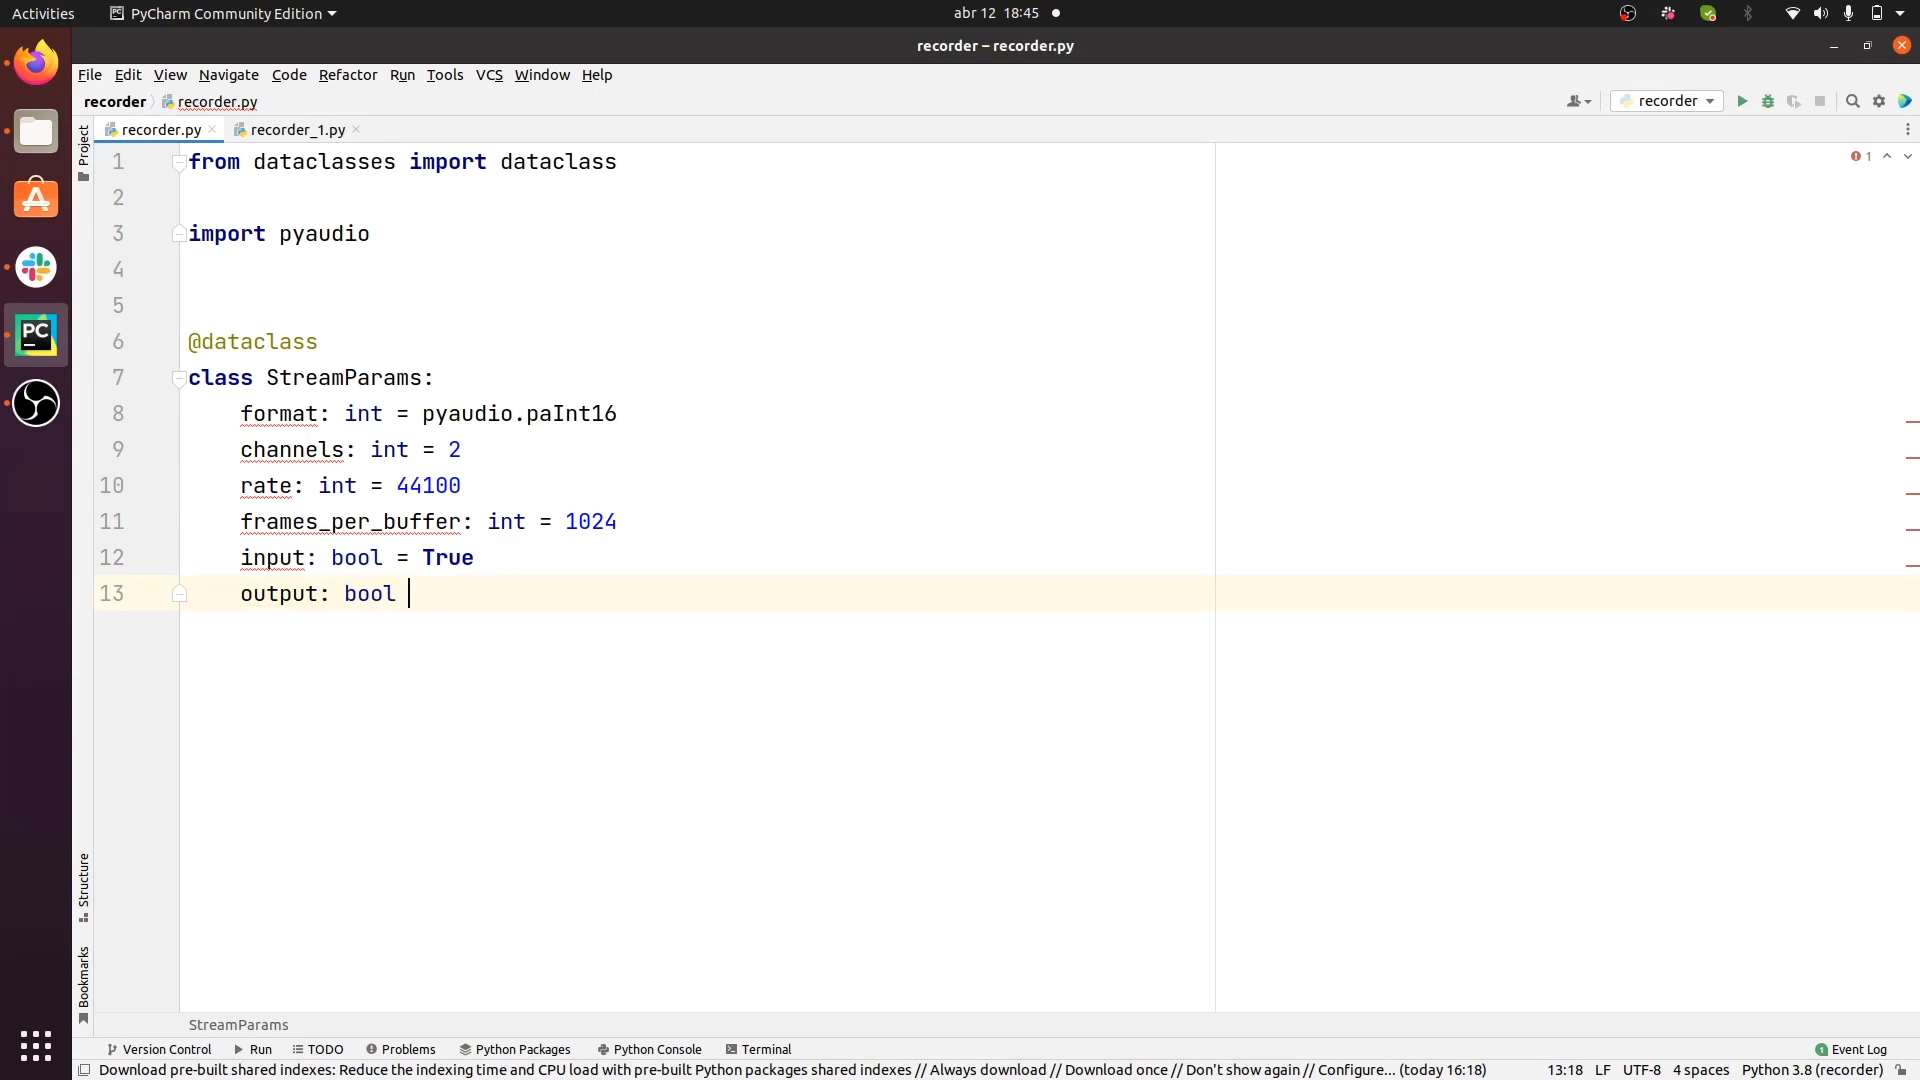 Activities PyCharm Community Edition abr 12 18:45
recorder – recorder.py
File Edit View Navigate Code Refactor Run Tools VCS Window Help
recorder recorder.py recorder
recorder.py recorder_1.py
Project
1 from dataclasses import dataclass
1
2
3 import pyaudio
4
5
6 @dataclass
7 class StreamParams:
8 format: int = pyaudio.paInt16
9 channels: int = 2
10 rate: int = 44100
11 frames_per_buffer: int = 1024
12 input: bool = True
13 output: bool
PC
Structure
Bookmarks
StreamParams
Version Control Run TODO Problems Python Packages Python Console Terminal 1 Event Log
Download pre-built shared indexes: Reduce the indexing time and CPU load with pre-built Python packages shared indexes // Always download // Download once // Don't show again // Configure... (today 16:18) 13:18 LF UTF-8 4 spaces Python 3.8 (recorder)